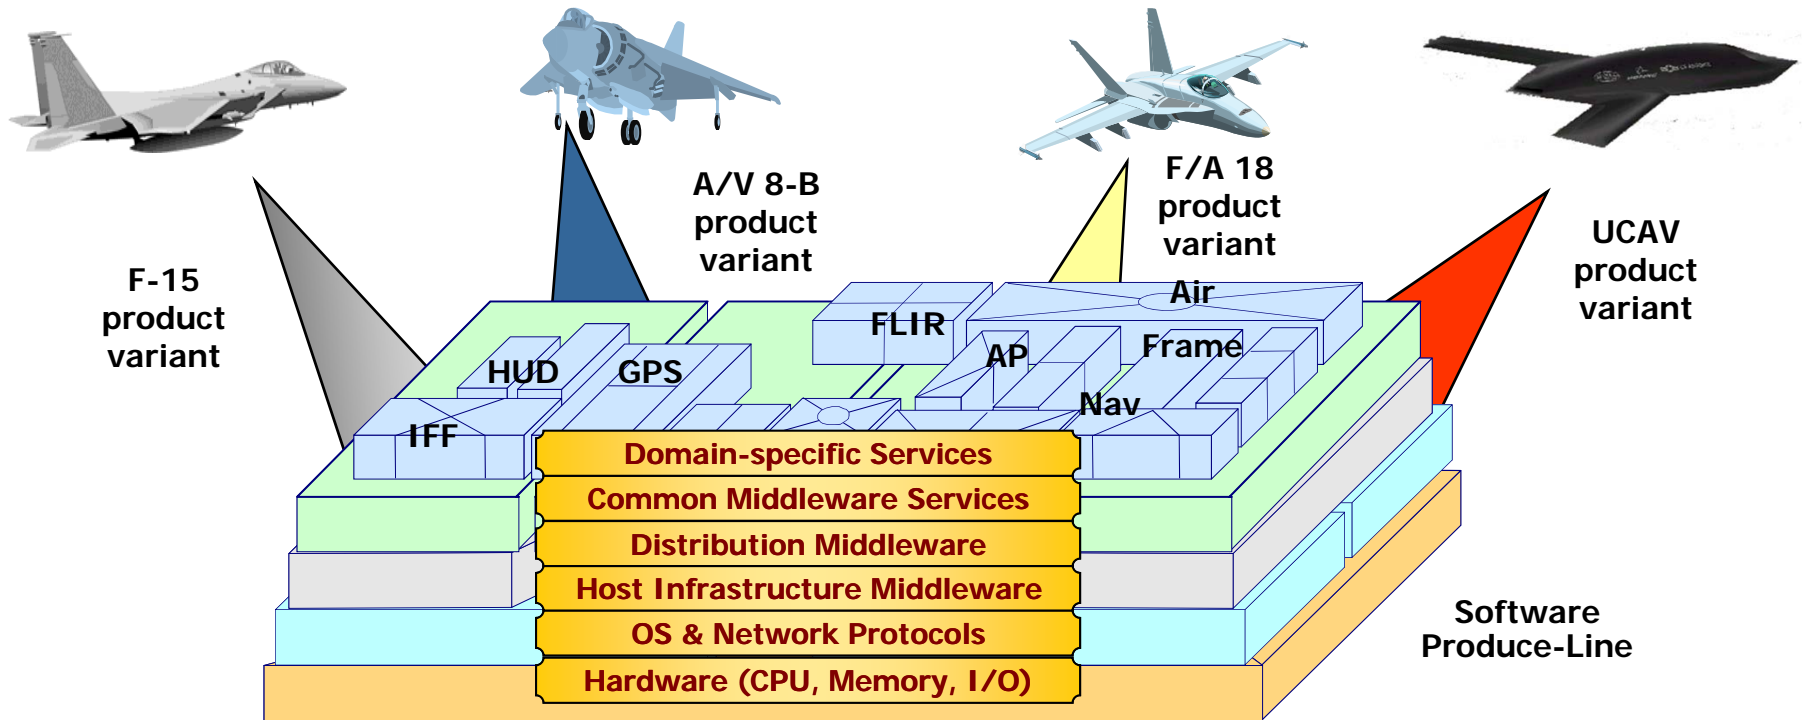 A/V 8-B
product
variant
F/A 18
product
variant
UCAV
product
variant
F-15
product
variant
Air
Frame
FLIR
AP
HUD
GPS
Nav
IFF
Domain-specific Services
Common Middleware Services
Distribution Middleware
Host Infrastructure Middleware
OS & Network Protocols
Hardware (CPU, Memory, I/O)
Software
Produce-Line